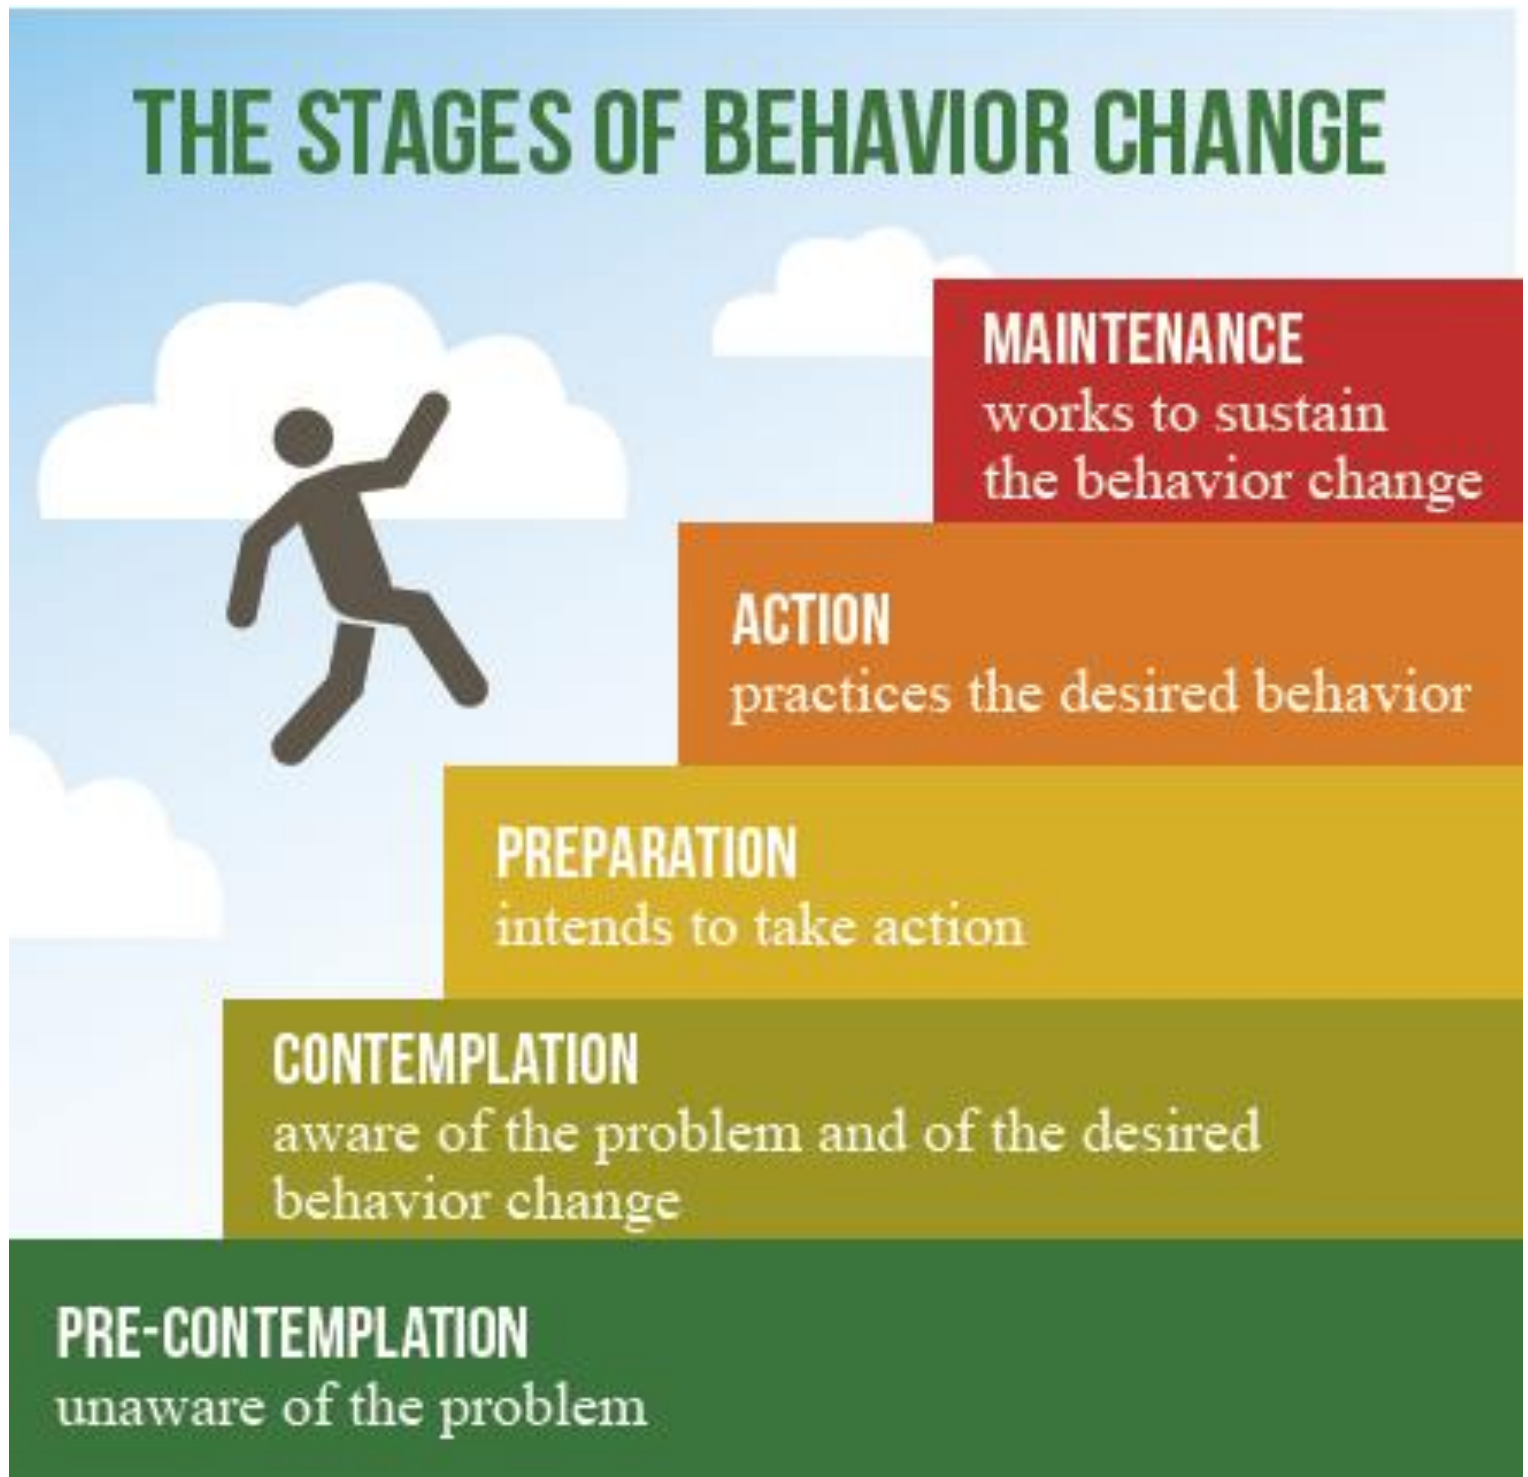 THE STAGES OF BEHAVIOR CHANGE
MAINTENANCE
works to sustain
the behavior change
ACTION
practices the desired behavior
PREPARATION
intends to take action
CONTEMPLATION
aware of the problem and of the desired
behavior change
PRE-CONTEMPLATION
unaware of the problem